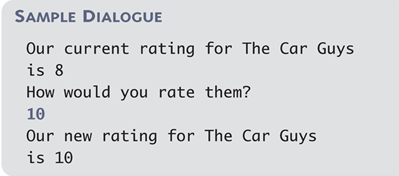 SAMPLE DIALOGUE
Our current rating for The Car Guys
is 8
How would you rate them?
10
Our new rating for The Car Guys
is 10